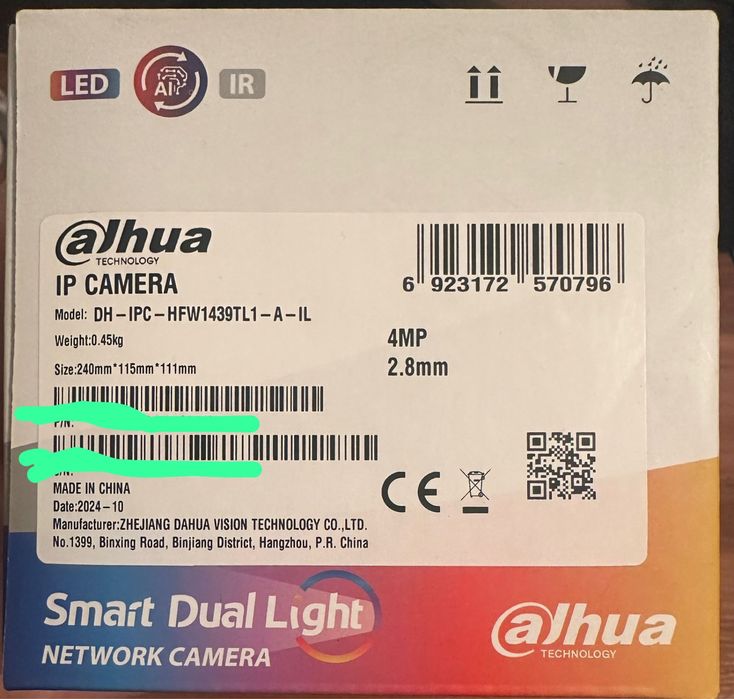 LED AI IR
alhua
TECHNOLOGY
IP CAMERA
Model: DH-IPC-HFW1439TL1-A-IL
Weight:0.45kg
Size:240mm*115mm*111mm
6 923172 570796
4MP
2.8mm
P/N:
S/N:
MADE IN CHINA
Date:2024-10
Manufacturer:ZHEJIANG DAHUA VISION TECHNOLOGY CO.,LTD.
No.1399, Binxing Road, Binjiang District, Hangzhou, P.R. China
CE
Smart Dual Light
NETWORK CAMERA
alhua
TECHNOLOGY